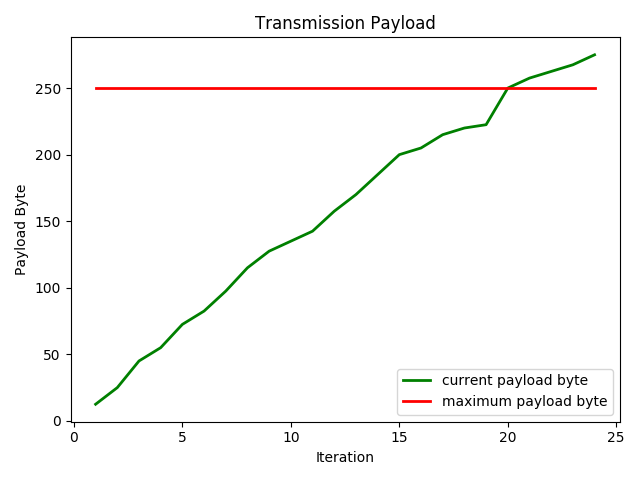 Transmission Payload
Payload Byte
250
200
150
100
50
0
0 5 10 15 20 25
Iteration
current payload byte
maximum payload byte